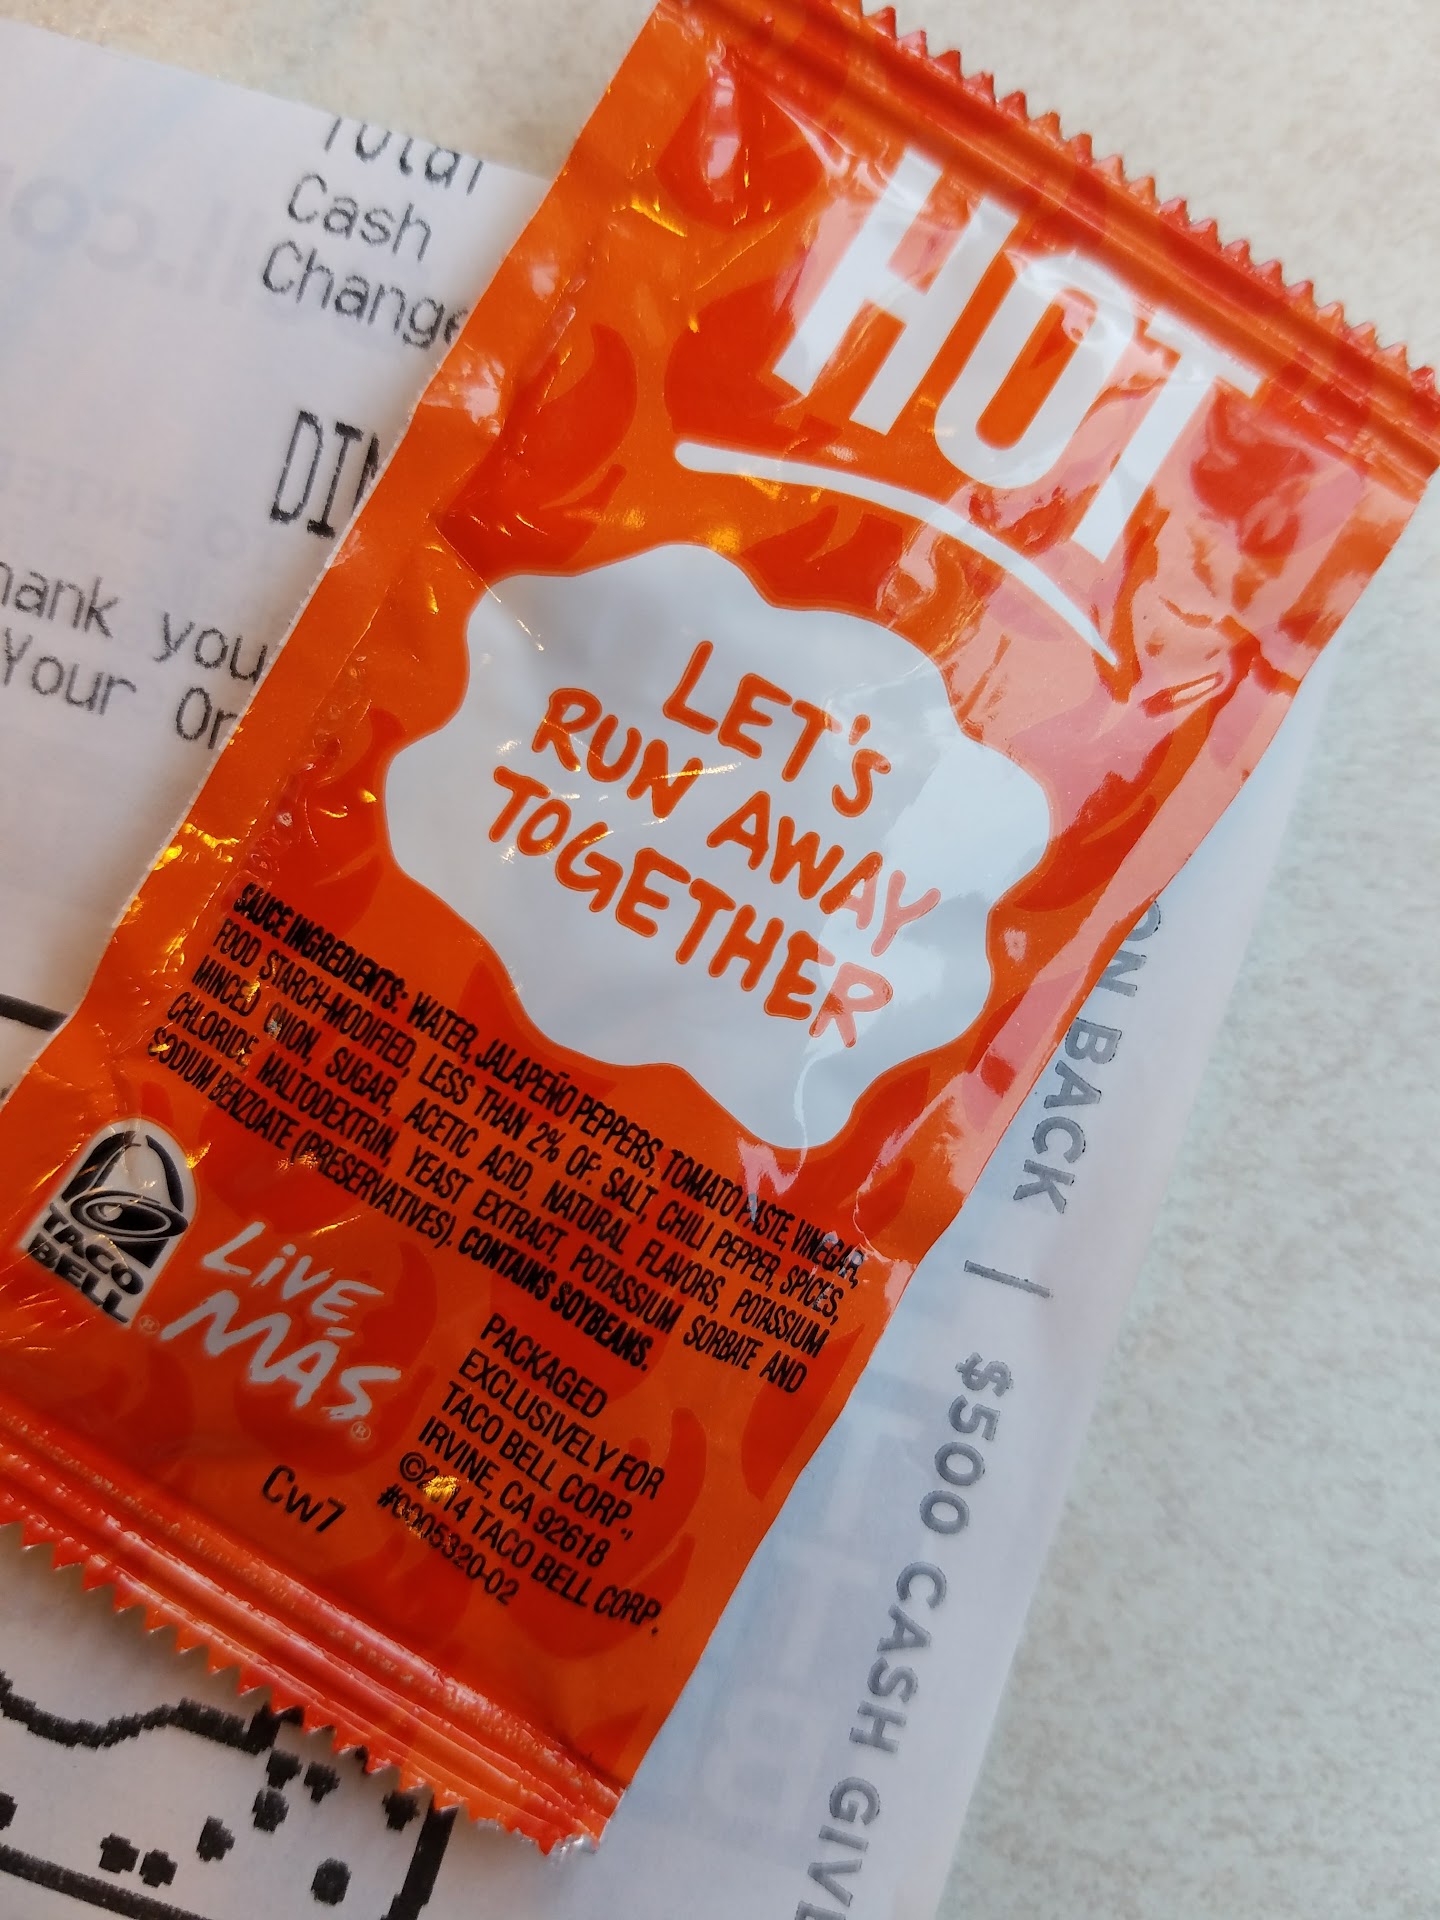 Total
Cash
Change
hank you
Your Or
HOT
LET'S
RUN AWAY
TOGETHER
SAUCE INGREDIENTS: WATER, JALAPEÑO PEPPERS, TOMATO PASTE, VINEGAR,
FOOD STARCH-MODIFIED, LESS THAN 2% OF: SALT, CHILI PEPPER, SPICES,
MINCED ONION, SUGAR, ACETIC ACID, NATURAL FLAVORS, POTASSIUM
CHLORIDE, MALTODEXTRIN, YEAST EXTRACT, POTASSIUM SORBATE AND
SODIUM BENZOATE (PRESERVATIVES). CONTAINS SOYBEANS.
TACO
BELL®
LIVE
MÁS®
PACKAGED
EXCLUSIVELY FOR
TACO BELL CORP.,
IRVINE, CA 92618
©2014 TACO BELL CORP.
#0005320-02
CW7
ON BACK | $500 CASH GIV